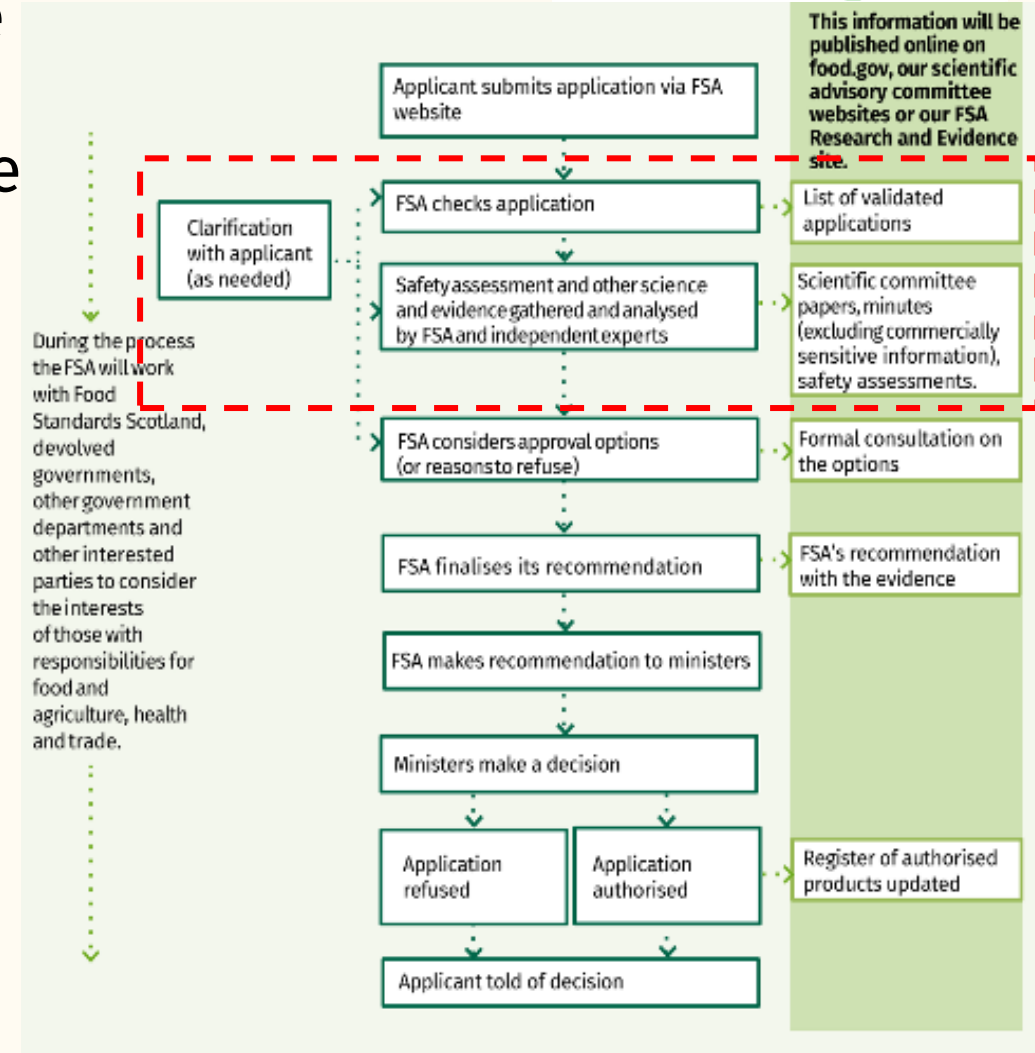 e
e
This information will be
published online on
food.gov, our scientific
advisory committee
websites or our FSA
Research and Evidence
site.
Applicant submits application via FSA
website
FSA checks application
List of validated
applications
Clarification
with applicant
(as needed)
Safety assessment and other science
and evidence gathered and analysed
by FSA and independent experts
Scientific committee
papers, minutes
(excluding commercially
sensitive information),
safety assessments.
During the process
the FSA will work
with Food
Standards Scotland,
devolved
governments,
other government
departments and
other interested
parties to consider
the interests
of those with
responsibilities for
food and
agriculture, health
and trade.
FSA considers approval options
(or reasons to refuse)
Formal consultation on
the options
FSA finalises its recommendation
FSA's recommendation
with the evidence
FSA makes recommendation to ministers
Ministers make a decision
Application
refused
Application
authorised
Register of authorised
products updated
Applicant told of decision